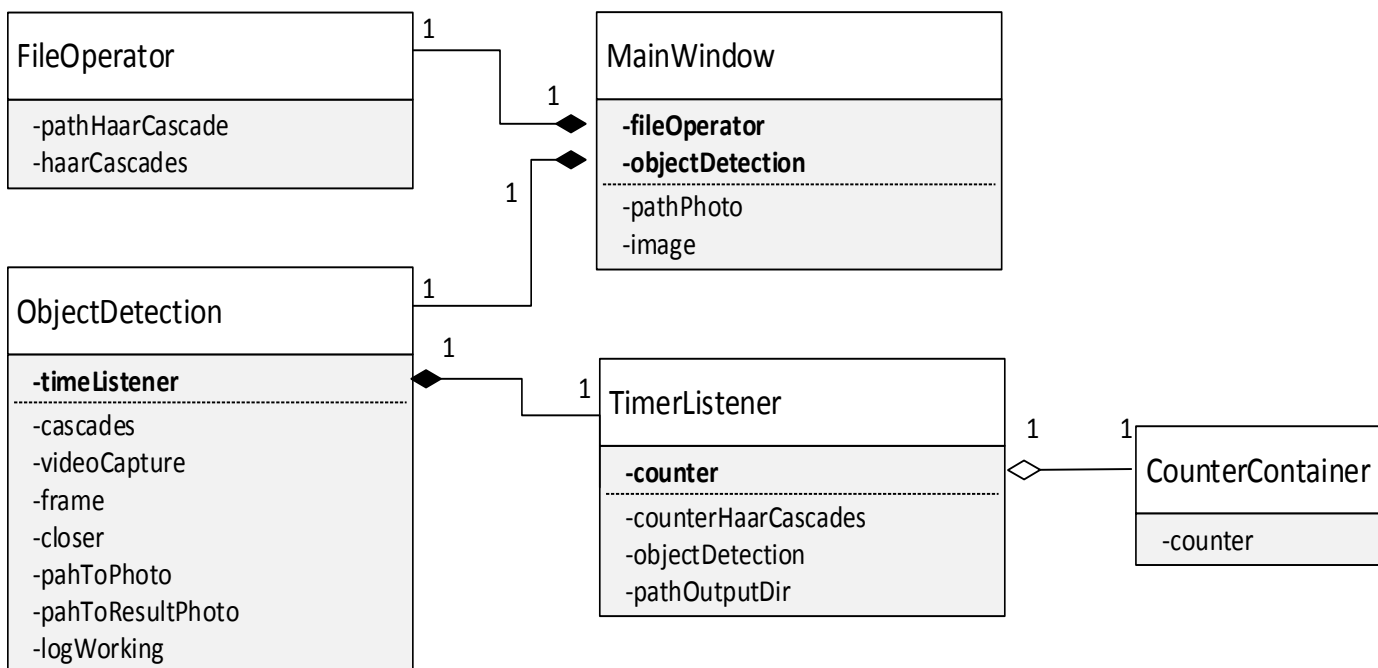 FileOperator
-pathHaarCascade
-haarCascades
1
1
MainWindow
-fileOperator
-objectDetection
-pathPhoto
-image
1
1
ObjectDetection
-timeListener
-cascades
-videoCapture
-frame
-closer
-pahToPhoto
-pahToResultPhoto
-logWorking
1
1
TimerListener
-counter
-counterHaarCascades
-objectDetection
-pathOutputDir
1
1
CounterContainer
-counter